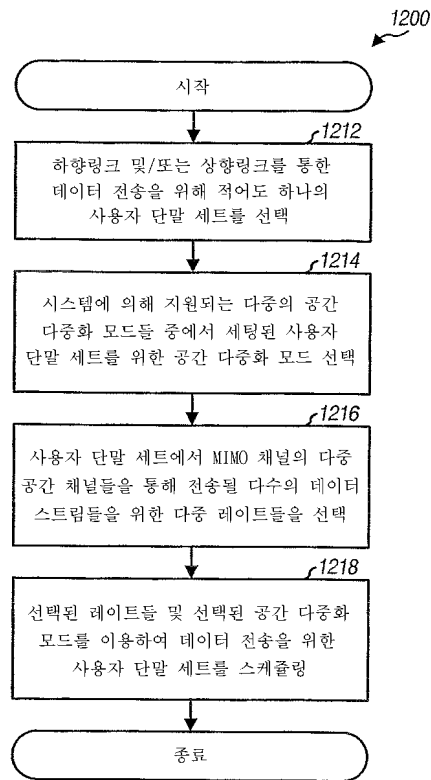 1200
시작
1212
하향링크 및/또는 상향링크를 통한
데이터 전송을 위해 적어도 하나의
사용자 단말 세트를 선택
1214
시스템에 의해 지원되는 다중의 공간
다중화 모드들 중에서 세팅된 사용자
단말 세트를 위한 공간 다중화 모드 선택
1216
사용자 단말 세트에서 MIMO 채널의 다중
공간 채널들을 통해 전송될 다수의 데이터
스트림들을 위한 다중 레이트들을 선택
1218
선택된 레이트들 및 선택된 공간 다중화
모드를 이용하여 데이터 전송을 위한
사용자 단말 세트를 스케쥴링
종료